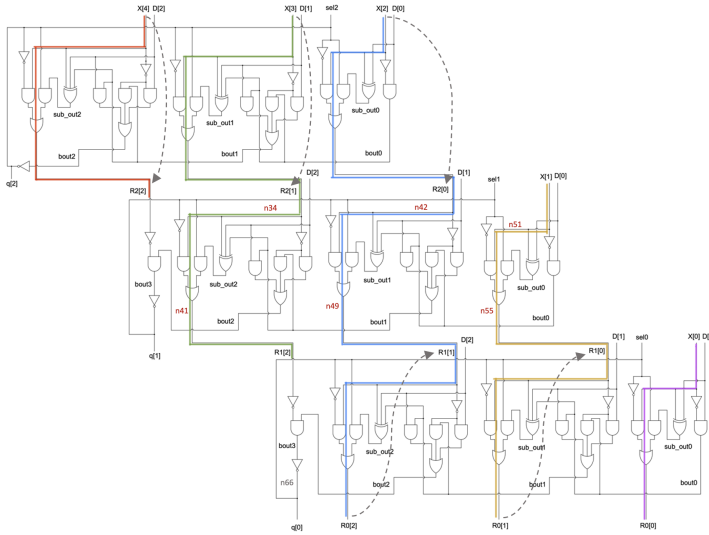 X[4] D[2] X[3] D[1] sel2 X[2] D[0]
sub_out2 sub_out1 sub_out0
bout2 bout1 bout0
q[2] R2[2] R2[1] D[2] R2[0] D[1] sel1 X[1] D[0]
n34 n42 n51
sub_out2 sub_out1 sub_out0
bout3
n41 n49 n55
bout2 bout1 bout0
q[1] R1[2] R1[1] D[2] R1[0] D[1] sel0 X[0] D[
bout3 sub_out2 sub_out1 sub_out0
n66 bout2 bout1 bout0
q[0] R0[2] R0[1] R0[0]